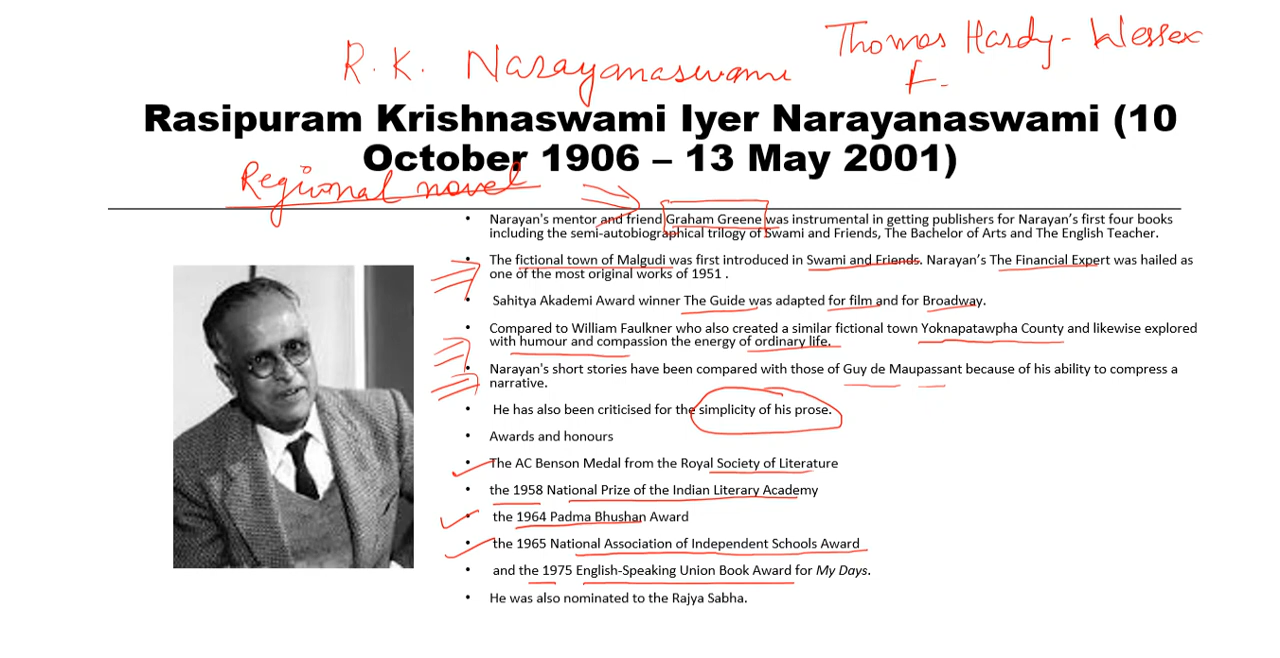 Thomas Hardy - Wessex
R. K. Narayanaswami
F-
Rasipuram Krishnaswami Iyer Narayanaswami (10
October 1906 – 13 May 2001)
Regional novel
• Narayan's mentor and friend Graham Greene was instrumental in getting publishers for Narayan’s first four books
including the semi-autobiographical trilogy of Swami and Friends, The Bachelor of Arts and The English Teacher.
• The fictional town of Malgudi was first introduced in Swami and Friends. Narayan’s The Financial Expert was hailed as
one of the most original works of 1951 .
• Sahitya Akademi Award winner The Guide was adapted for film and for Broadway.
• Compared to William Faulkner who also created a similar fictional town Yoknapatawpha County and likewise explored
with humour and compassion the energy of ordinary life.
• Narayan's short stories have been compared with those of Guy de Maupassant because of his ability to compress a
narrative.
• He has also been criticised for the simplicity of his prose.
• Awards and honours
• The AC Benson Medal from the Royal Society of Literature
• the 1958 National Prize of the Indian Literary Academy
• the 1964 Padma Bhushan Award
• the 1965 National Association of Independent Schools Award
• and the 1975 English-Speaking Union Book Award for My Days.
• He was also nominated to the Rajya Sabha.